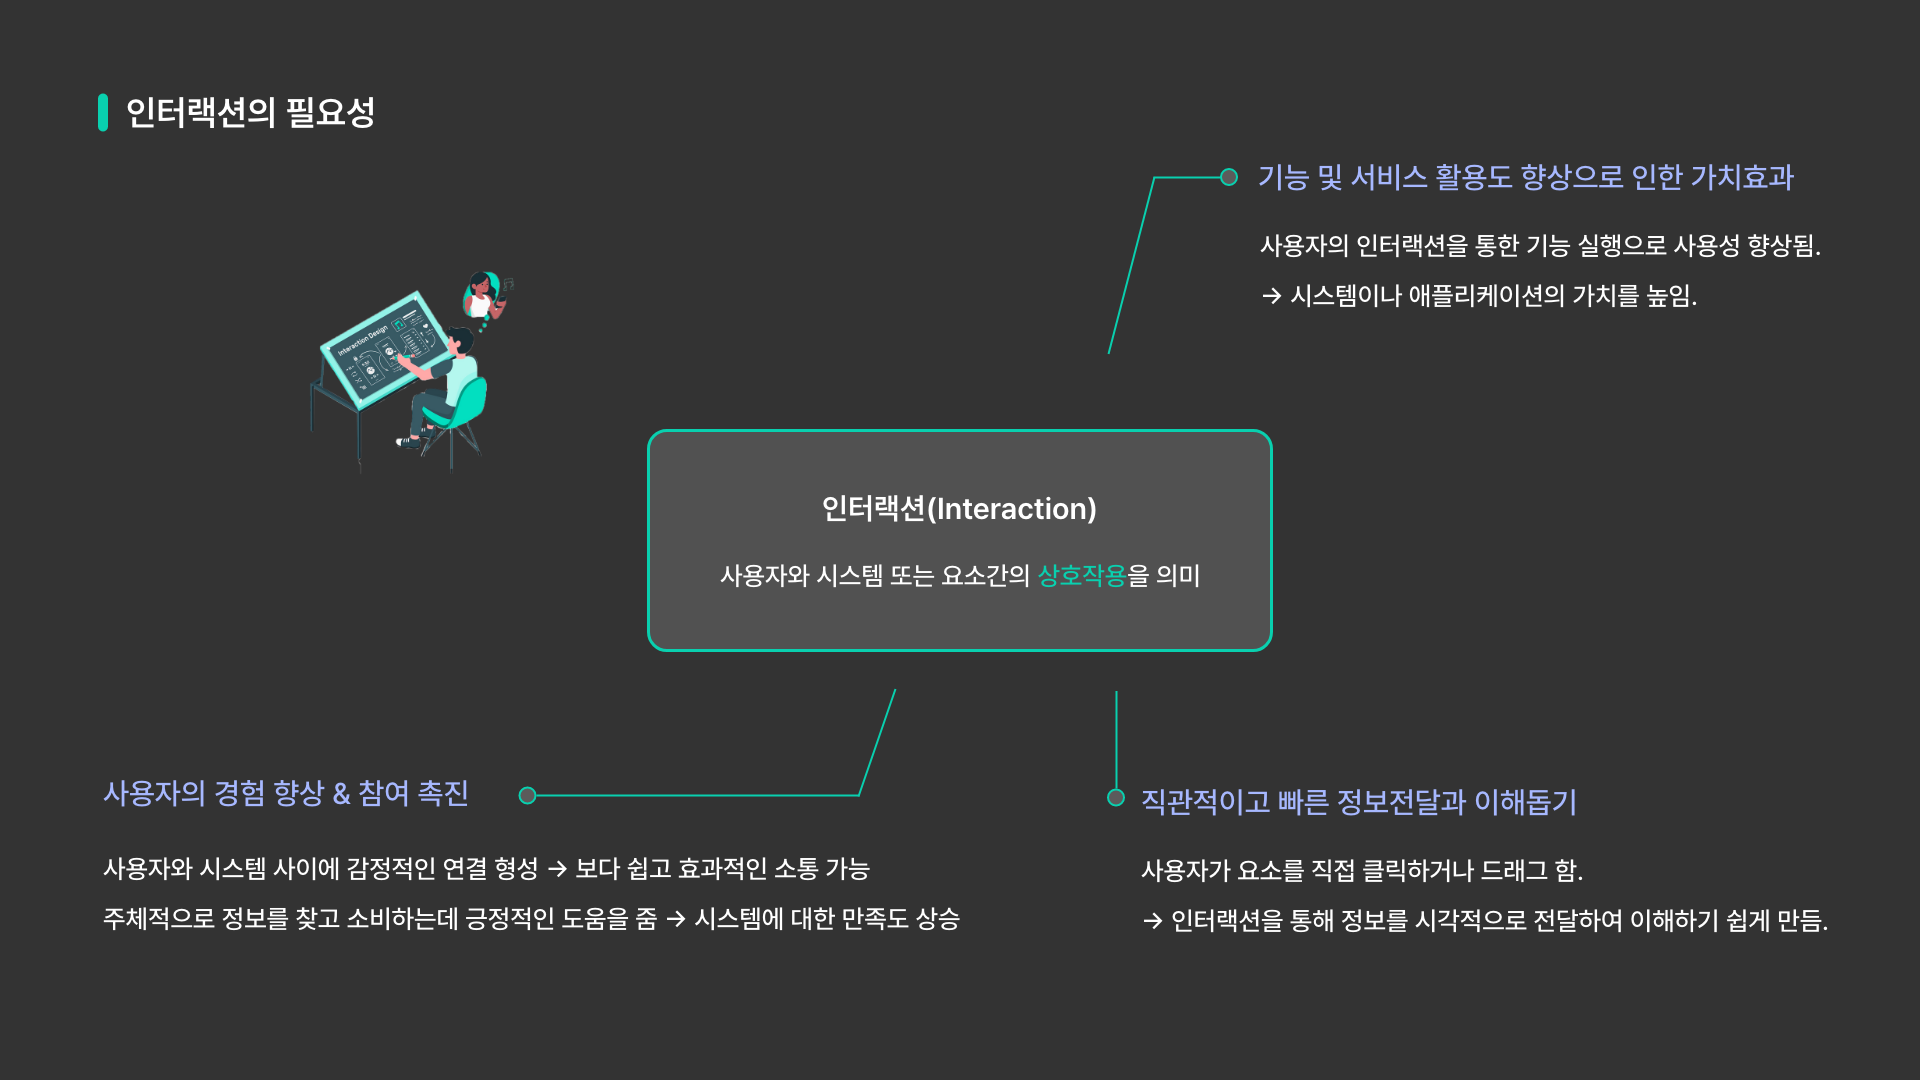 인터랙션의 필요성
기능 및 서비스 활용도 향상으로 인한 가치효과
사용자의 인터랙션을 통한 기능 실행으로 사용성 향상됨.
→ 시스템이나 애플리케이션의 가치를 높임.
Interaction Design
인터랙션(Interaction)
사용자와 시스템 또는 요소간의 상호작용을 의미
사용자의 경험 향상 & 참여 촉진
사용자와 시스템 사이에 감정적인 연결 형성 → 보다 쉽고 효과적인 소통 가능
주체적으로 정보를 찾고 소비하는데 긍정적인 도움을 줌 → 시스템에 대한 만족도 상승
직관적이고 빠른 정보전달과 이해돕기
사용자가 요소를 직접 클릭하거나 드래그 함.
→ 인터랙션을 통해 정보를 시각적으로 전달하여 이해하기 쉽게 만듬.